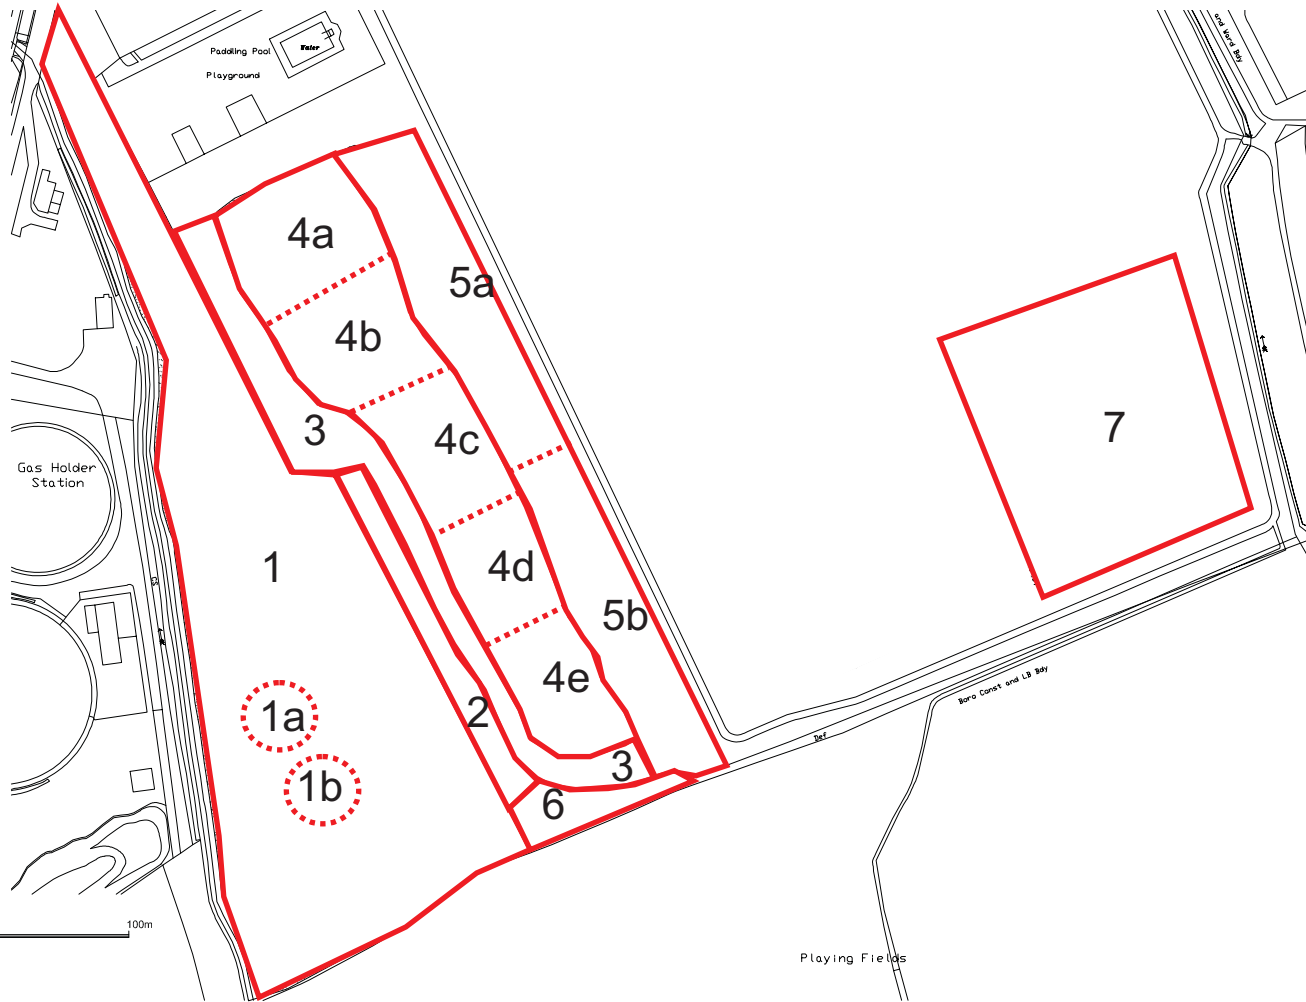 and Ward Bdy
Paddling Pool
Water
Playground
4a
5a
4b
3
4c
7
Gas Holder
Station
CS
1
4d
5b
4e
1a
2
3
1b
6
Boro Const and LB Bdy
Def
100m
Playing Fields